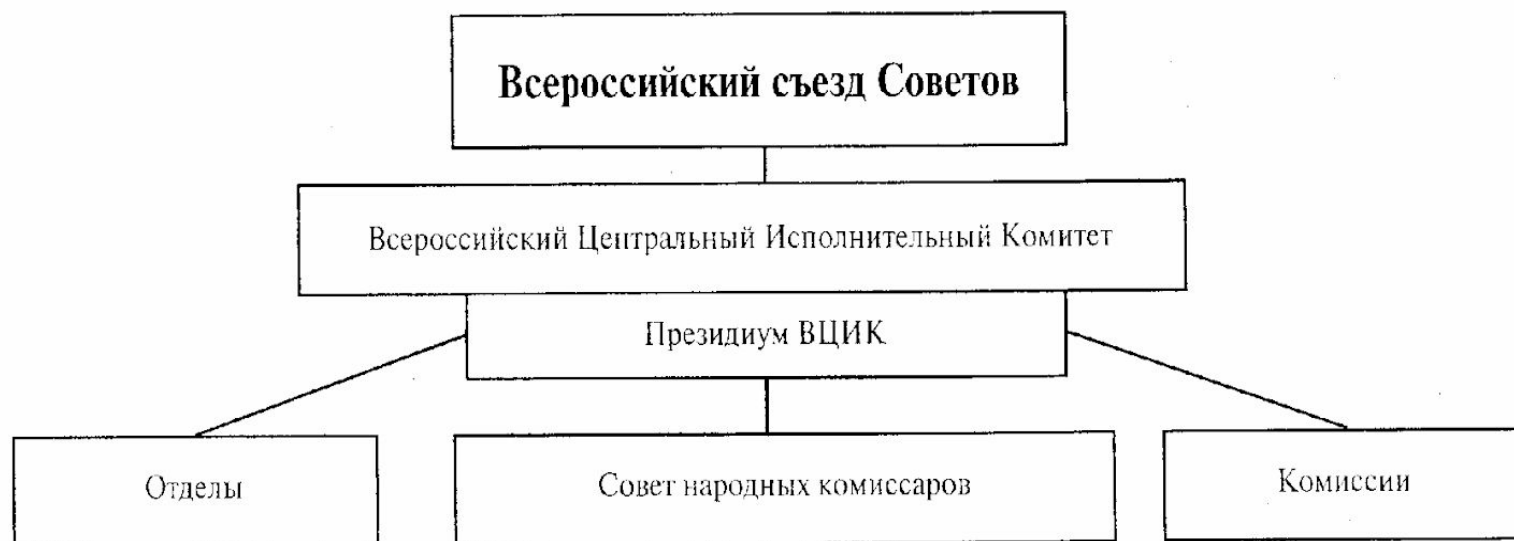 Всероссийский съезд Советов
Всероссийский Центральный Исполнительный Комитет
Президиум ВЦИК
Отделы
Совет народных комиссаров
Комиссии